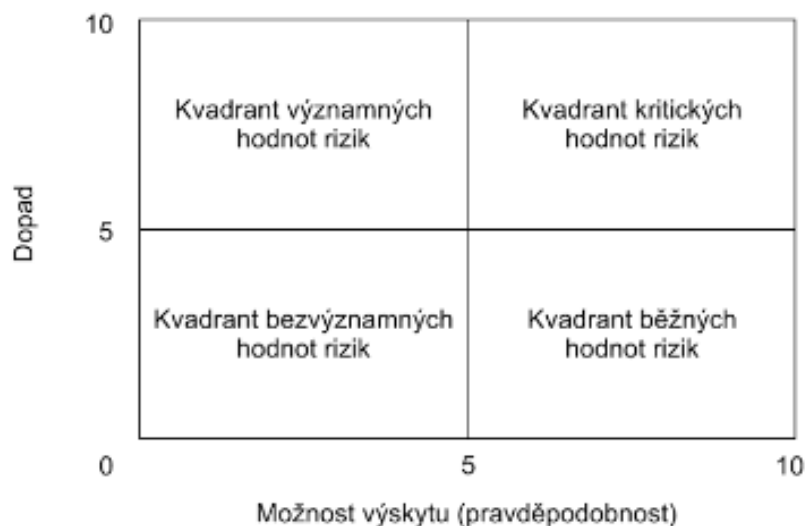 10
Kvadrant významných
hodnot rizik
Kvadrant kritických
hodnot rizik
Dopad
5
Kvadrant bezvýznamných
hodnot rizik
Kvadrant běžných
hodnot rizik
0
5
10
Možnost výskytu (pravděpodobnost)